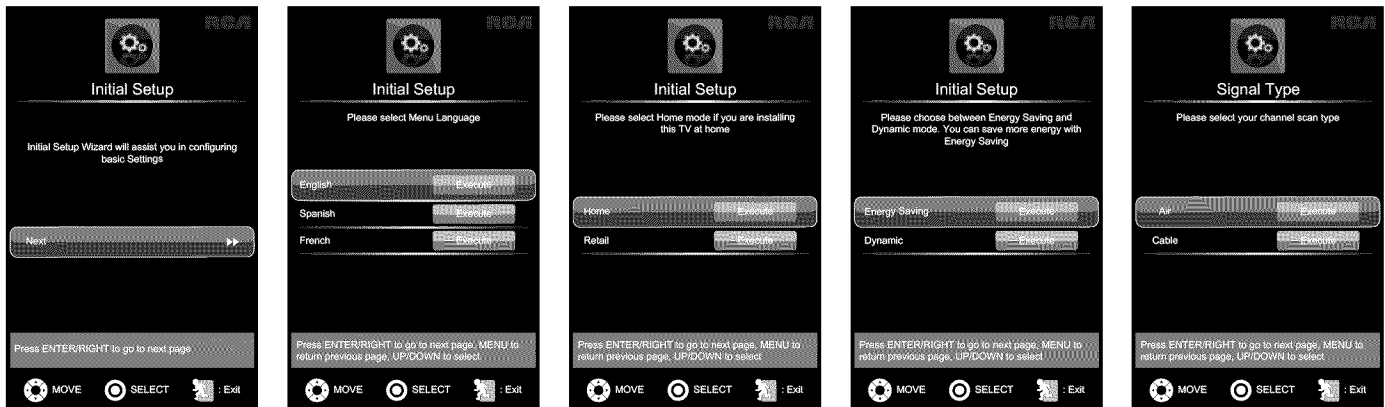 RCA
Initial Setup
Initial Setup Wizard will assist you in configuring
basic Settings
Next
Press ENTER/RIGHT to go to next page
MOVE
SELECT
: Exit
RCA
Initial Setup
Please select Menu Language
English Execute
Spanish Execute
French Execute
Press ENTER/RIGHT to go to next page, MENU to
return previous page, UP/DOWN to select
MOVE
SELECT
: Exit
RCA
Initial Setup
Please select Home mode if you are installing
this TV at home
Home Execute
Retail Execute
Press ENTER/RIGHT to go to next page, MENU to
return previous page, UP/DOWN to select
MOVE
SELECT
: Exit
RCA
Initial Setup
Please choose between Energy Saving and
Dynamic mode. You can save more energy with
Energy Saving
Energy Saving Execute
Dynamic Execute
Press ENTER/RIGHT to go to next page, MENU to
return previous page, UP/DOWN to select
MOVE
SELECT
: Exit
RCA
Signal Type
Please select your channel scan type
Air Execute
Cable Execute
Press ENTER/RIGHT to go to next page, MENU to
return previous page, UP/DOWN to select
MOVE
SELECT
: Exit